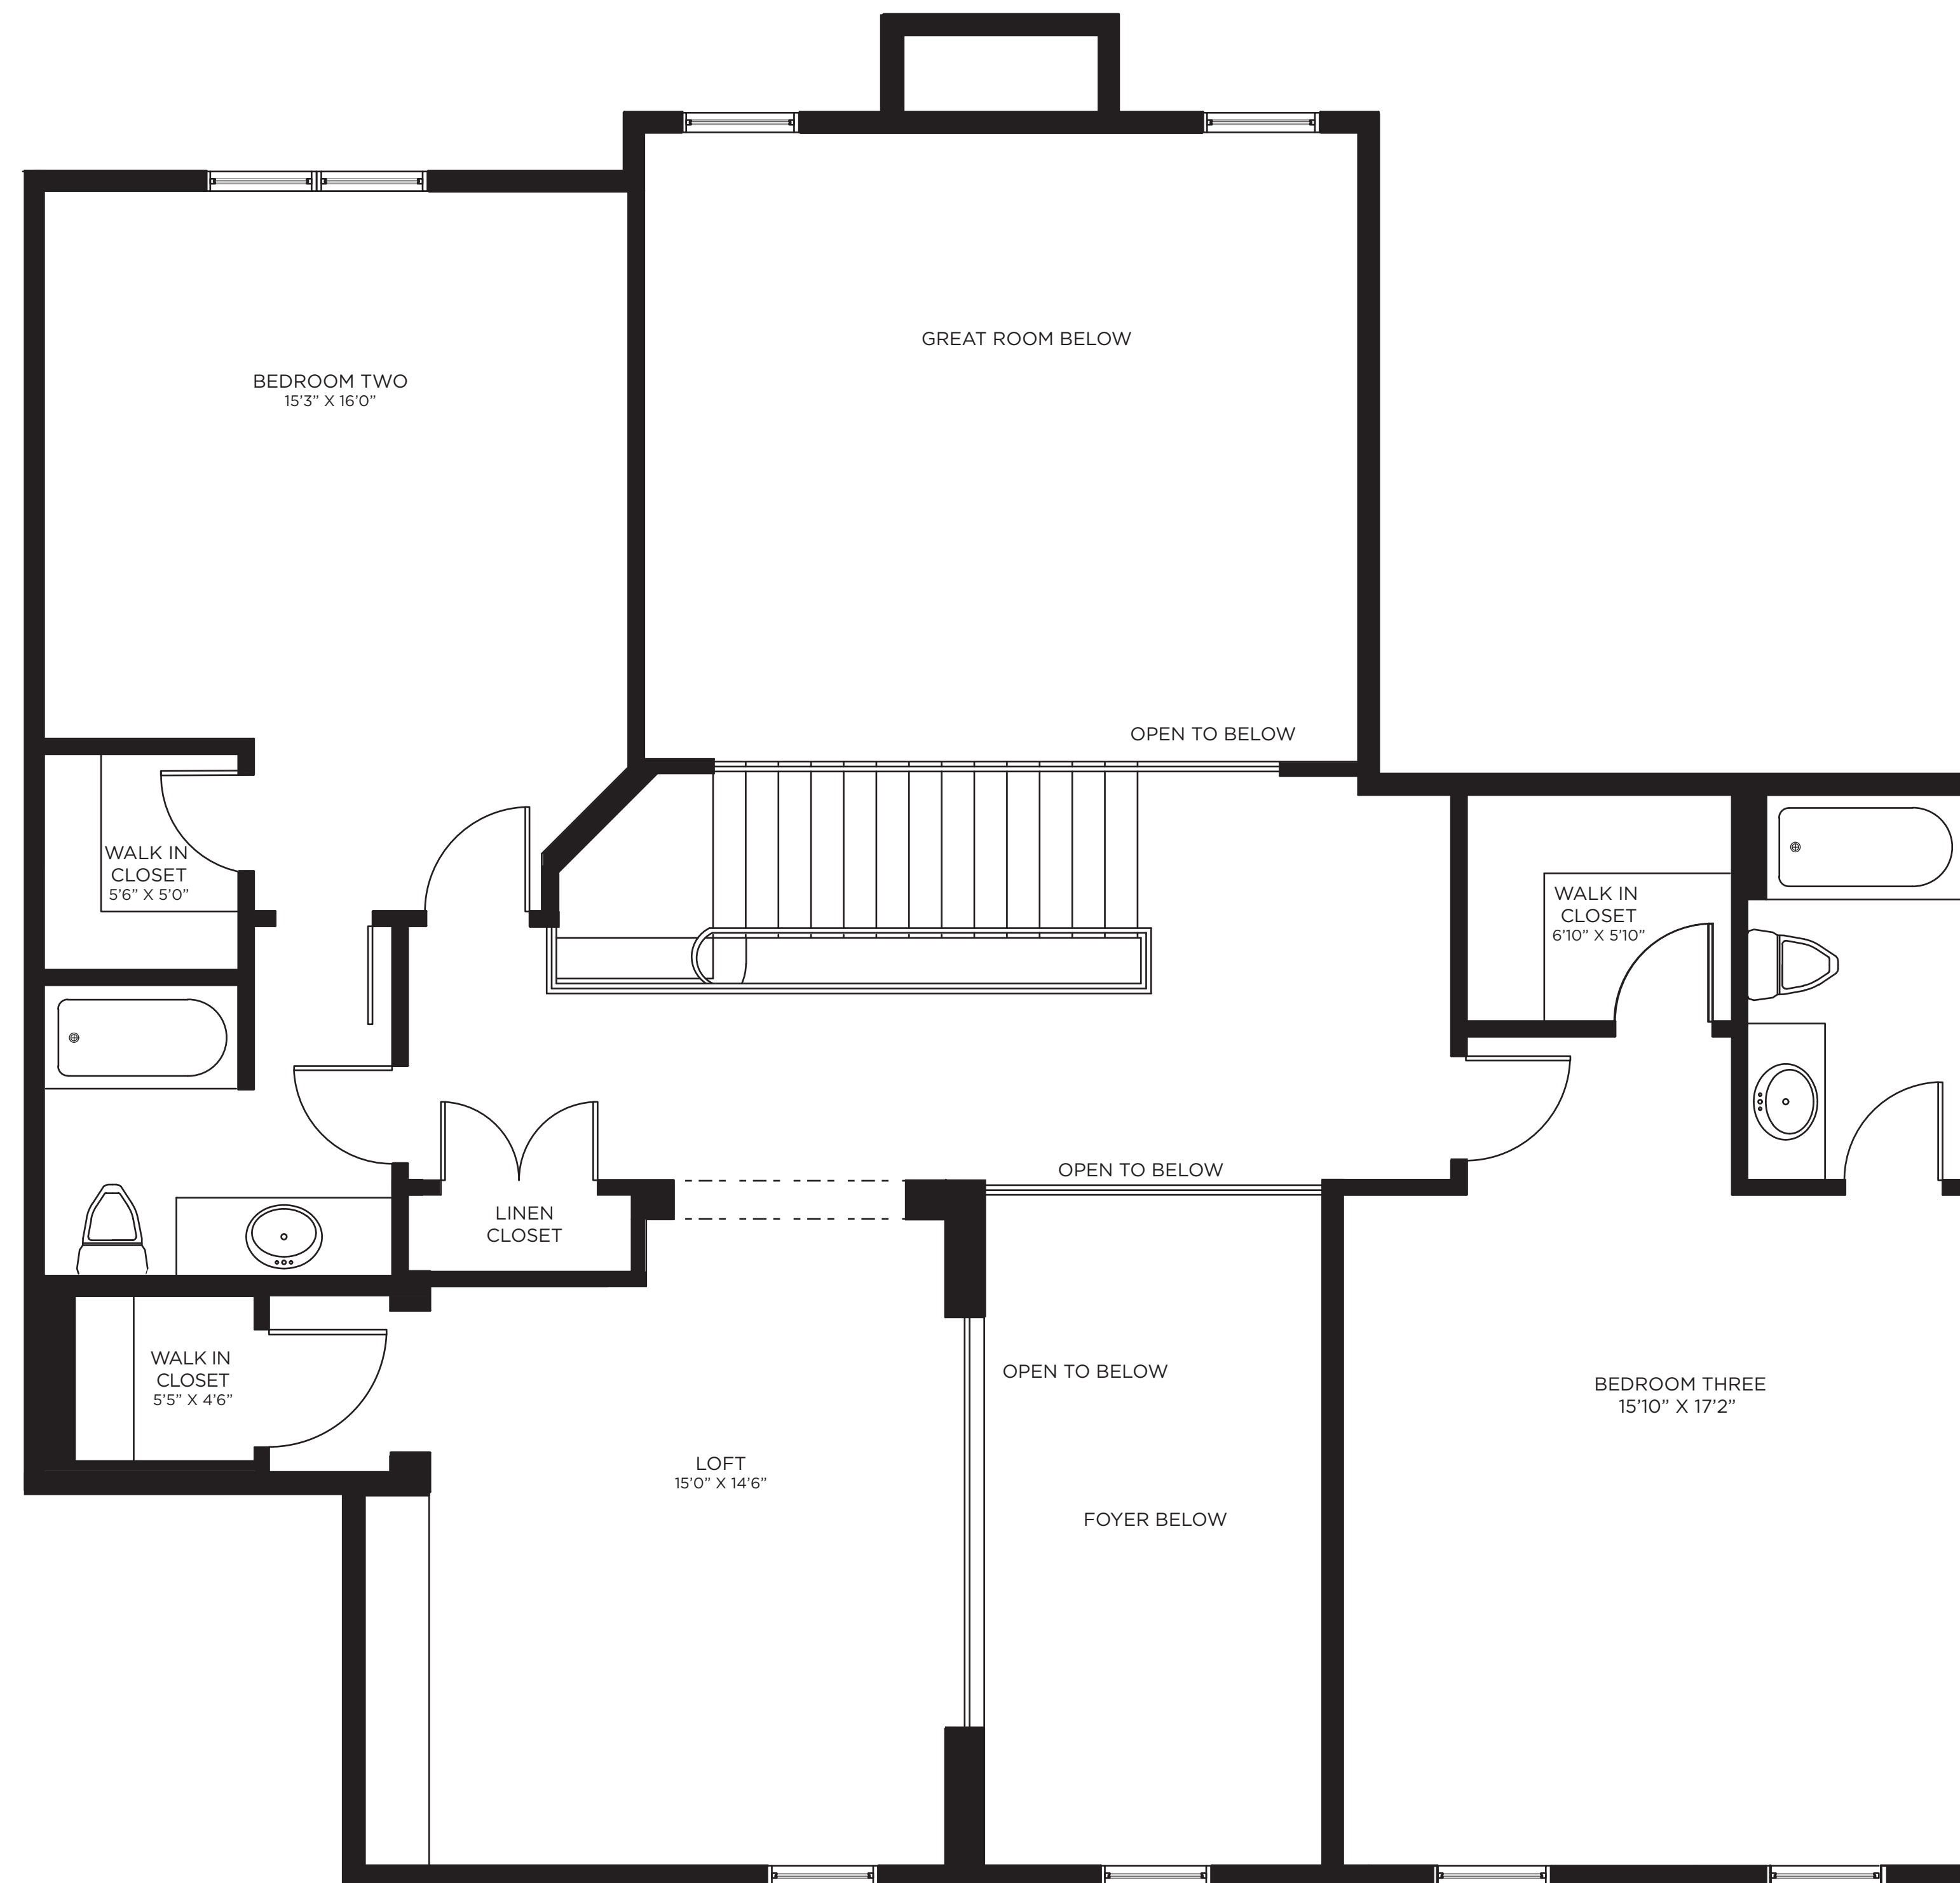 GREAT ROOM BELOW
BEDROOM TWO
15’3” X 16’0”
OPEN TO BELOW
WALK IN
CLOSET
5’6” X 5’0”
WALK IN
CLOSET
6’10” X 5’10”
OPEN TO BELOW
LINEN
CLOSET
WALK IN
CLOSET
5’5” X 4’6”
OPEN TO BELOW
BEDROOM THREE
15’10” X 17’2”
LOFT
15’0” X 14’6”
FOYER BELOW